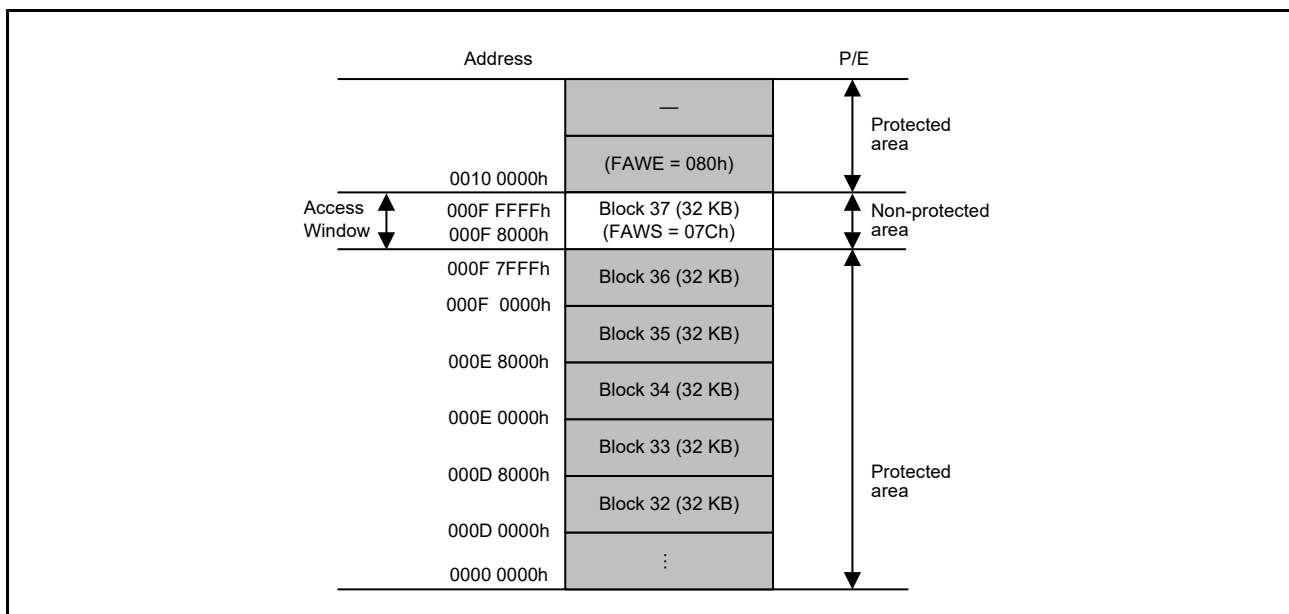 Address P/E
—
Protected
area
(FAWE = 080h)
0010 0000h
Access
Window
000F FFFFh
000F 8000h
Block 37 (32 KB)
(FAWS = 07Ch)
Non-protected
area
000F 7FFFh
Block 36 (32 KB)
000F 0000h
Block 35 (32 KB)
000E 8000h
Block 34 (32 KB)
000E 0000h
Block 33 (32 KB)
000D 8000h
Protected
area
Block 32 (32 KB)
000D 0000h
⋮
0000 0000h